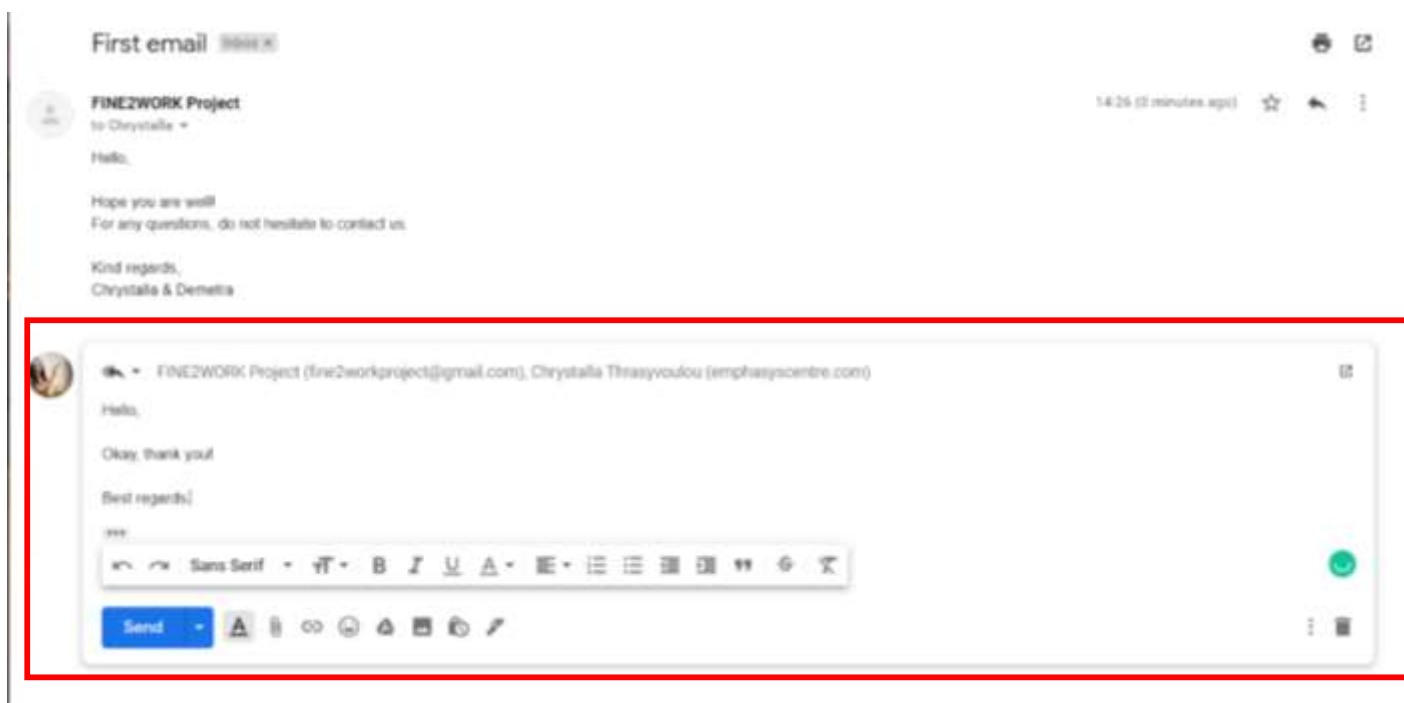 First email Inbox ×
FINE2WORK Project
14:26 (0 minutes ago)
to Chrystalla
Hello,
Hope you are well!
For any questions, do not hesitate to contact us.
Kind regards,
Chrystalla & Demetra
FINE2WORK Project (fine2workproject@gmail.com), Chrystalla Thrasyvoulou (emphasyscentre.com)
Hello,
Okay, thank you!
Best regards,
Sans Serif
B I U A
Send A